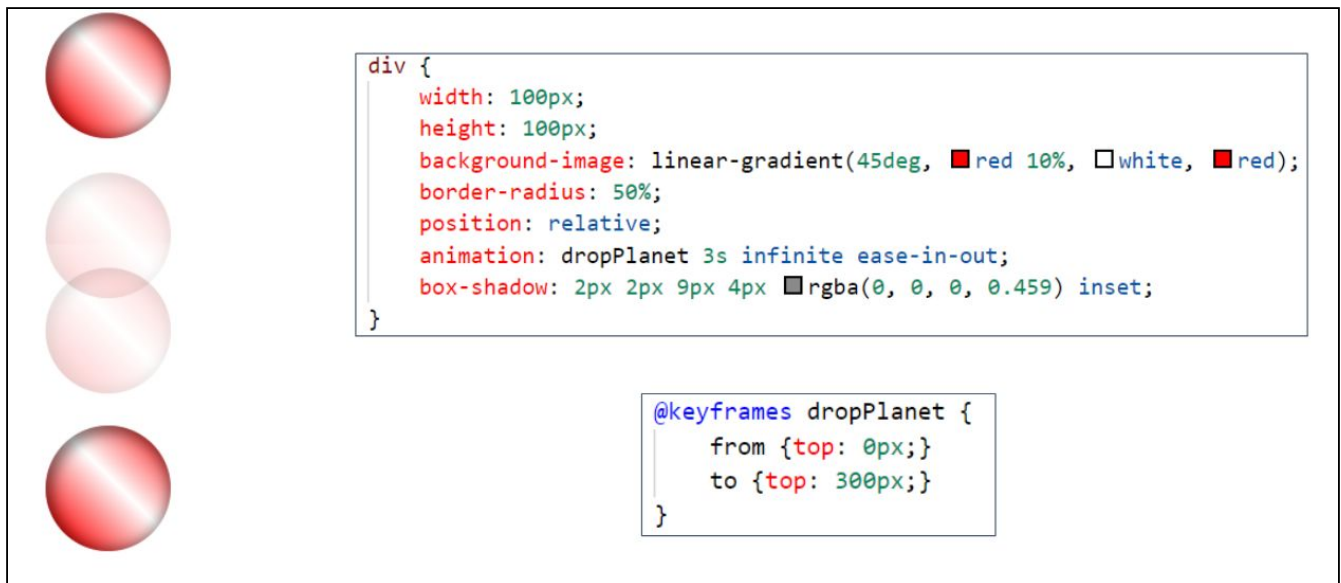 div {
width: 100px;
height: 100px;
background-image: linear-gradient(45deg, red 10%, white, red);
border-radius: 50%;
position: relative;
animation: dropPlanet 3s infinite ease-in-out;
box-shadow: 2px 2px 9px 4px rgba(0, 0, 0, 0.459) inset;
}
@keyframes dropPlanet {
from {top: 0px;}
to {top: 300px;}
}